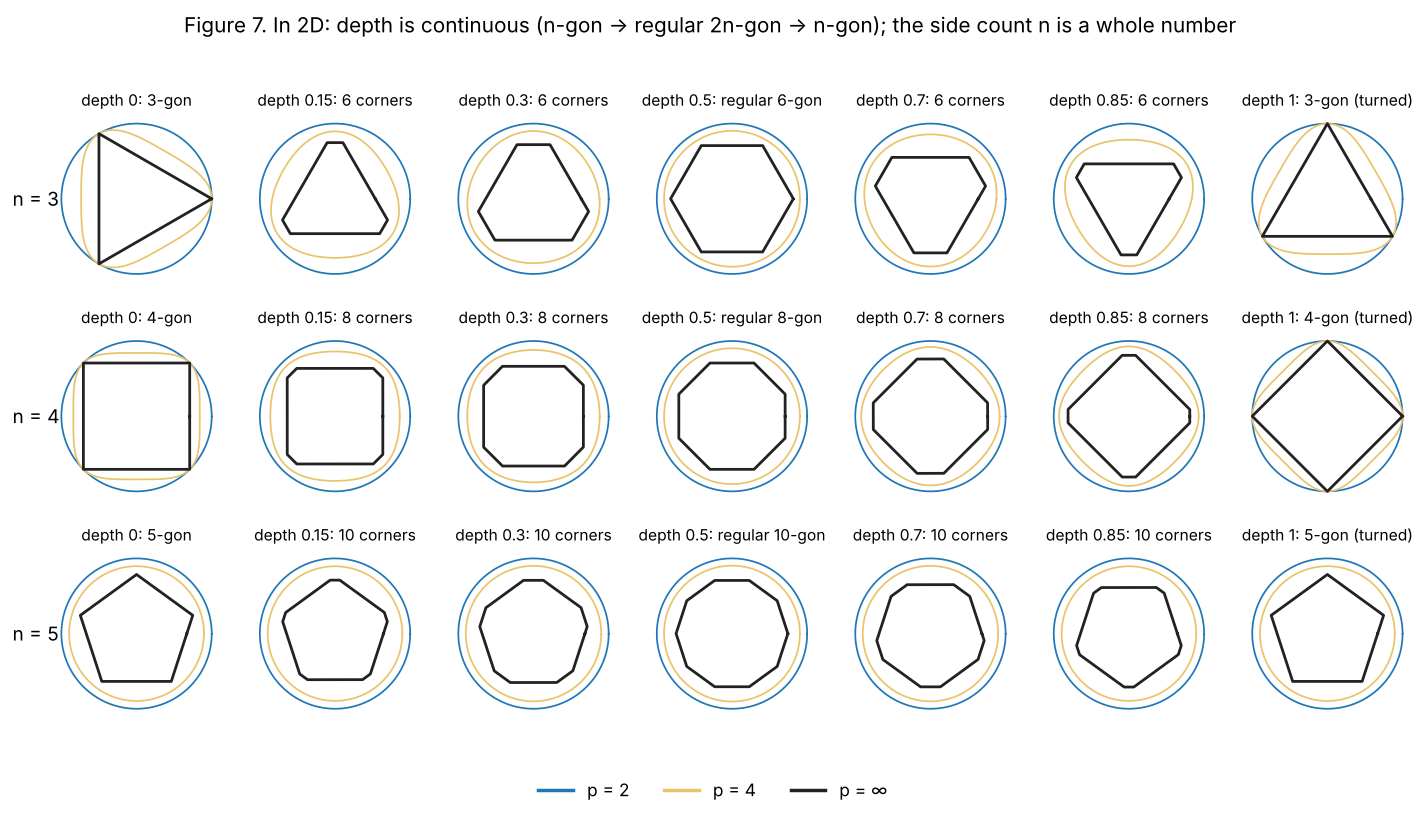 Figure 7. In 2D: depth is continuous (n-gon → regular 2n-gon → n-gon); the side count n is a whole number
depth 0: 3-gon
depth 0.15: 6 corners
depth 0.3: 6 corners
depth 0.5: regular 6-gon
depth 0.7: 6 corners
depth 0.85: 6 corners
depth 1: 3-gon (turned)
n = 3
depth 0: 4-gon
depth 0.15: 8 corners
depth 0.3: 8 corners
depth 0.5: regular 8-gon
depth 0.7: 8 corners
depth 0.85: 8 corners
depth 1: 4-gon (turned)
n = 4
depth 0: 5-gon
depth 0.15: 10 corners
depth 0.3: 10 corners
depth 0.5: regular 10-gon
depth 0.7: 10 corners
depth 0.85: 10 corners
depth 1: 5-gon (turned)
n = 5
p = 2
p = 4
p = ∞